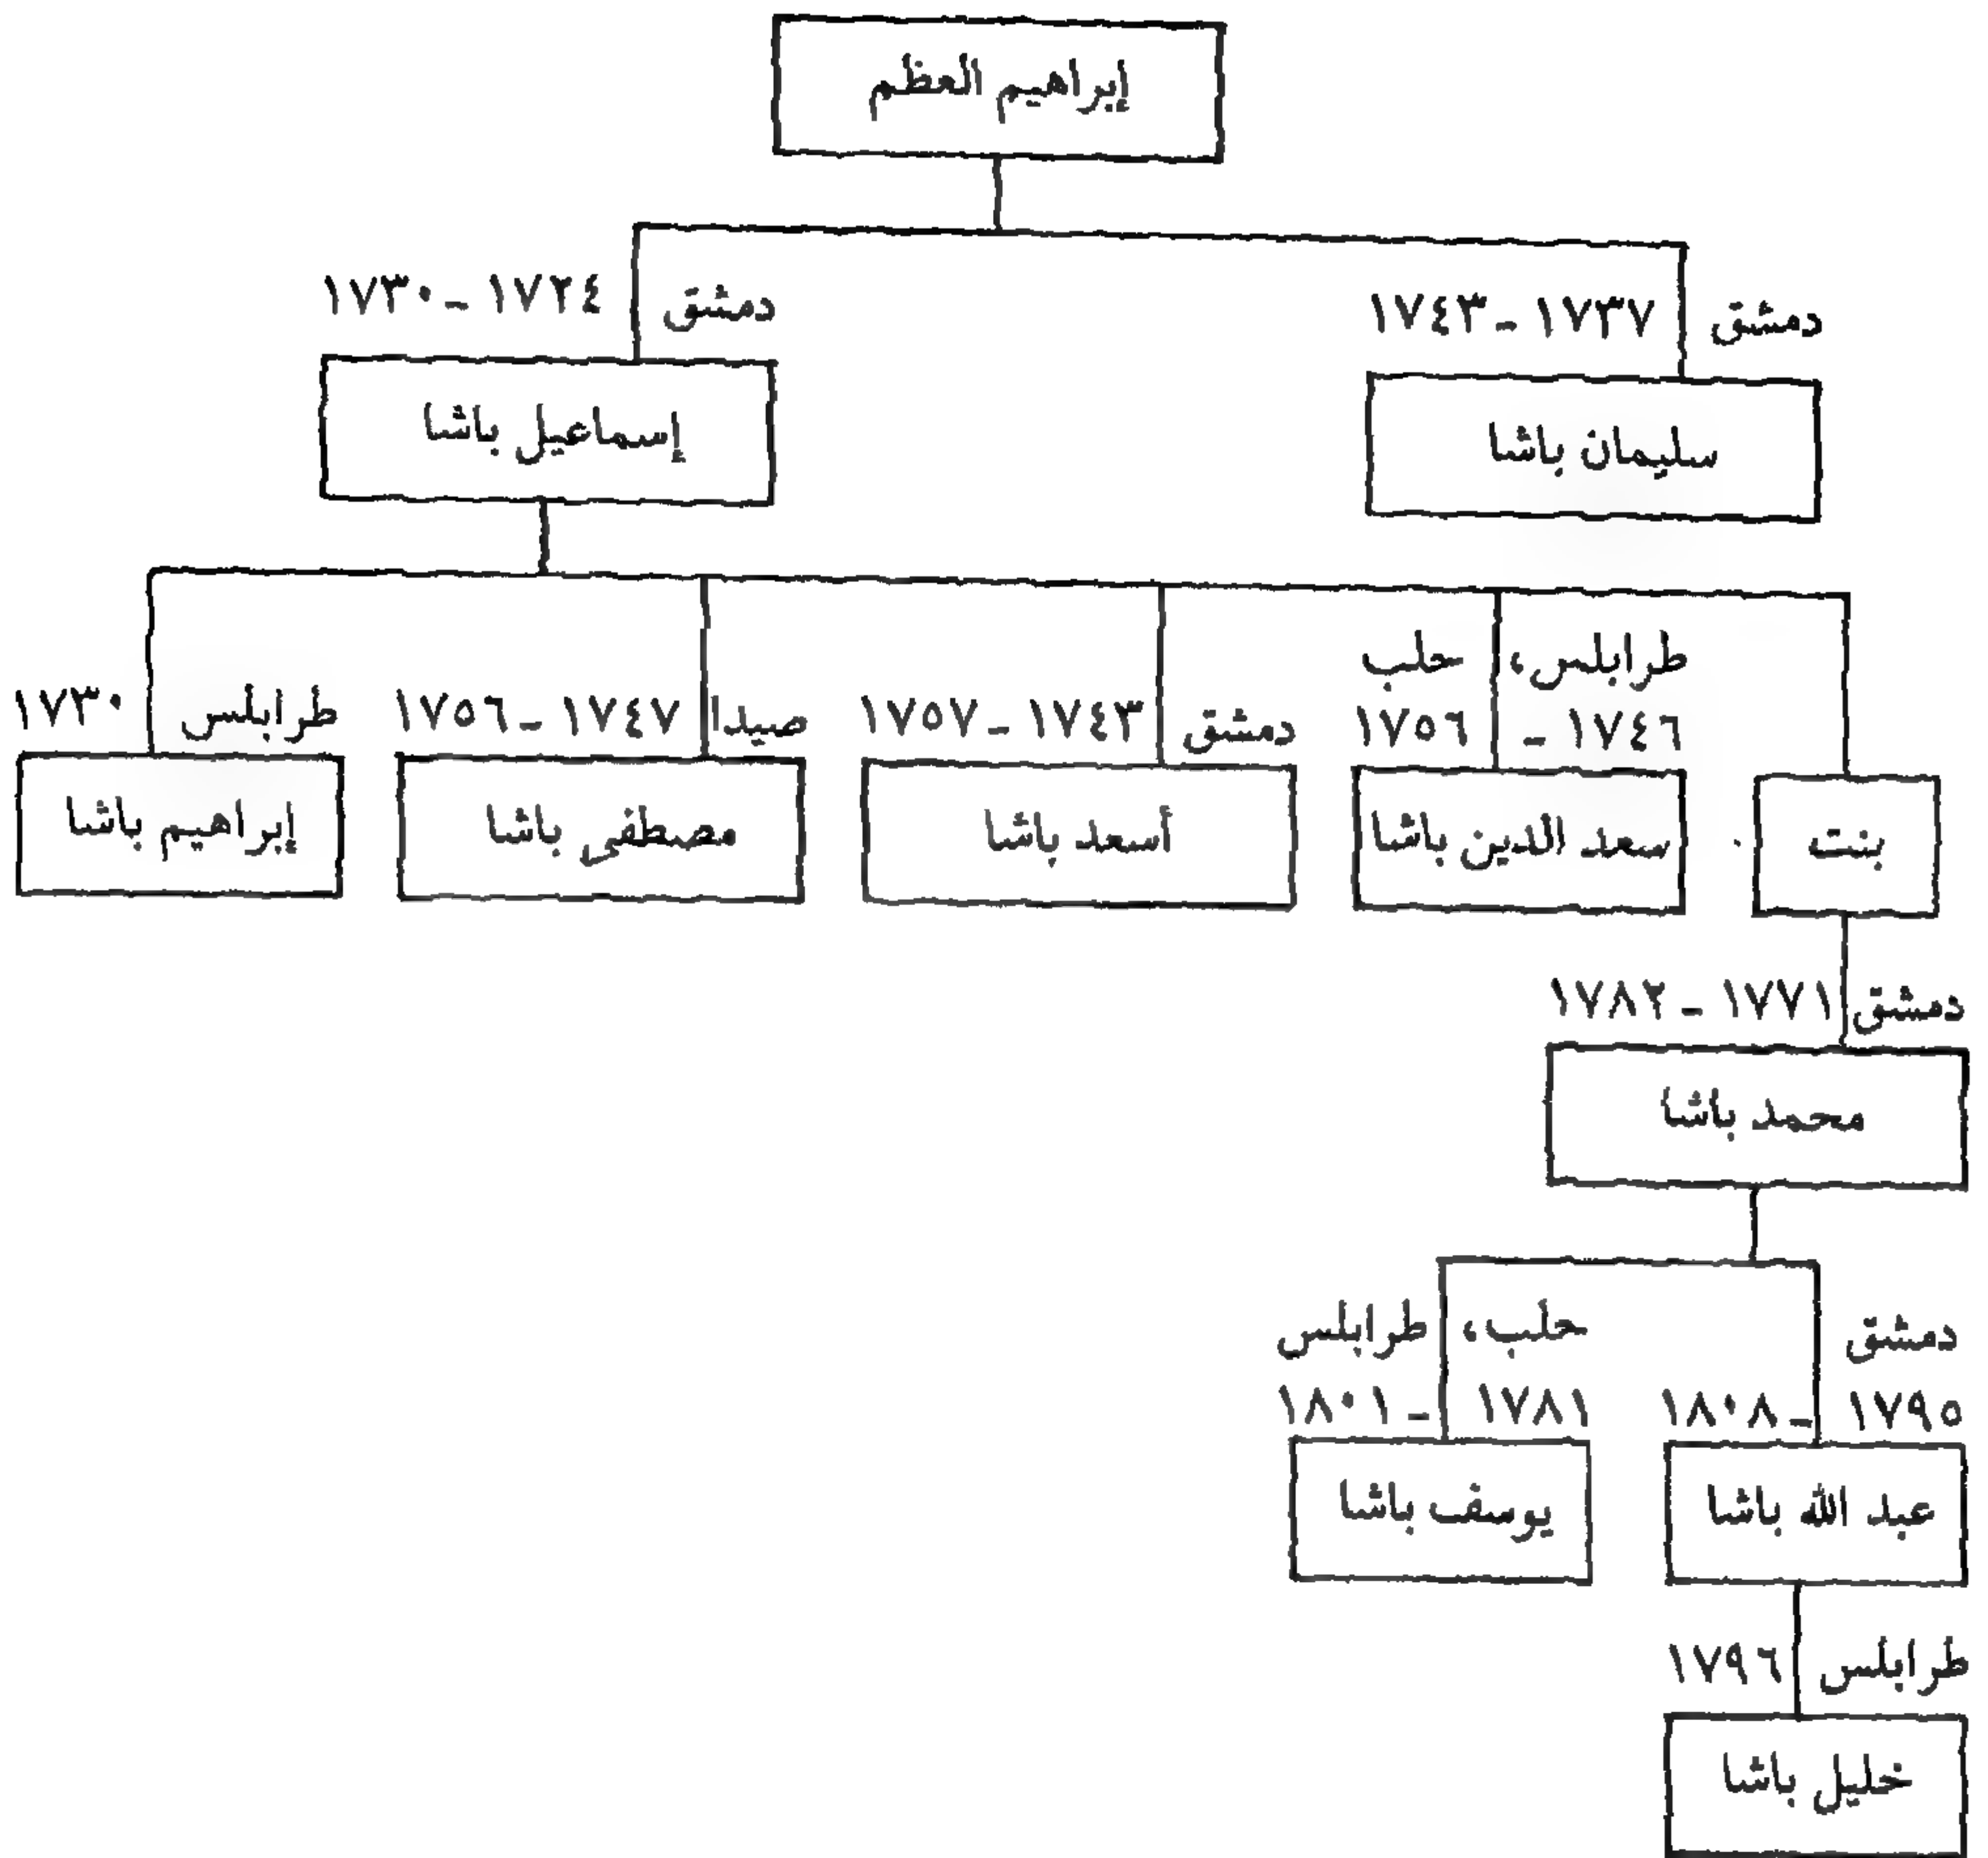 إبراهيم العظم
دمشق ١٧٣٧ - ١٧٤٣
دمشق ١٧٢٤ - ١٧٣٠
سليمان باشا
إسماعيل باشا
طرابلس، حلب
١٧٤٦ - ١٧٥٦
دمشق ١٧٤٣ - ١٧٥٧
صيدا ١٧٤٧ - ١٧٥٦
طرابلس ١٧٣٠
بنت
سعد الدين باشا
أسعد باشا
مصطفى باشا
إبراهيم باشا
دمشق ١٧٧١ - ١٧٨٢
محمد باشا
دمشق
١٧٩٥ - ١٨٠٨
حلب، طرابلس
١٧٨١ - ١٨٠١
عبد الله باشا
يوسف باشا
طرابلس ١٧٩٦
خليل باشا